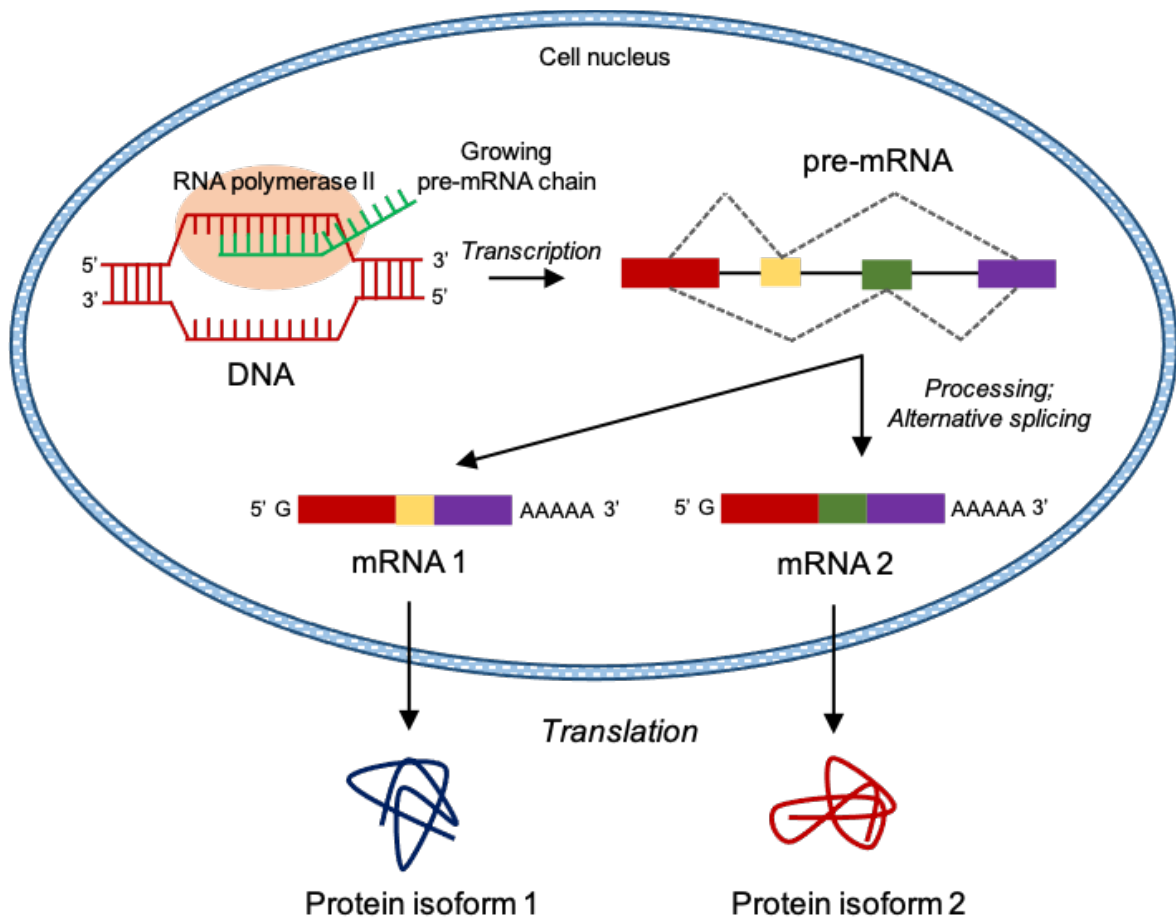 Cell nucleus
RNA polymerase II
Growing
pre-mRNA chain
pre-mRNA
Transcription
5’
3’
3’
5’
DNA
Processing;
Alternative splicing
5’ G
AAAAA 3’
5’ G
AAAAA 3’
mRNA 1
mRNA 2
Translation
Protein isoform 1
Protein isoform 2